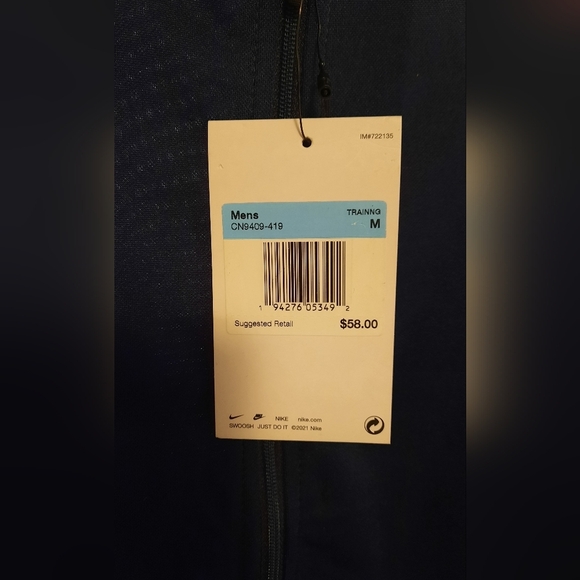 IM#722135
Mens TRAINNG
CN9409-419 M
1 94276 05349 2
Suggested Retail $58.00
NIKE nike.com
SWOOSH JUST DO IT ©2021 Nike